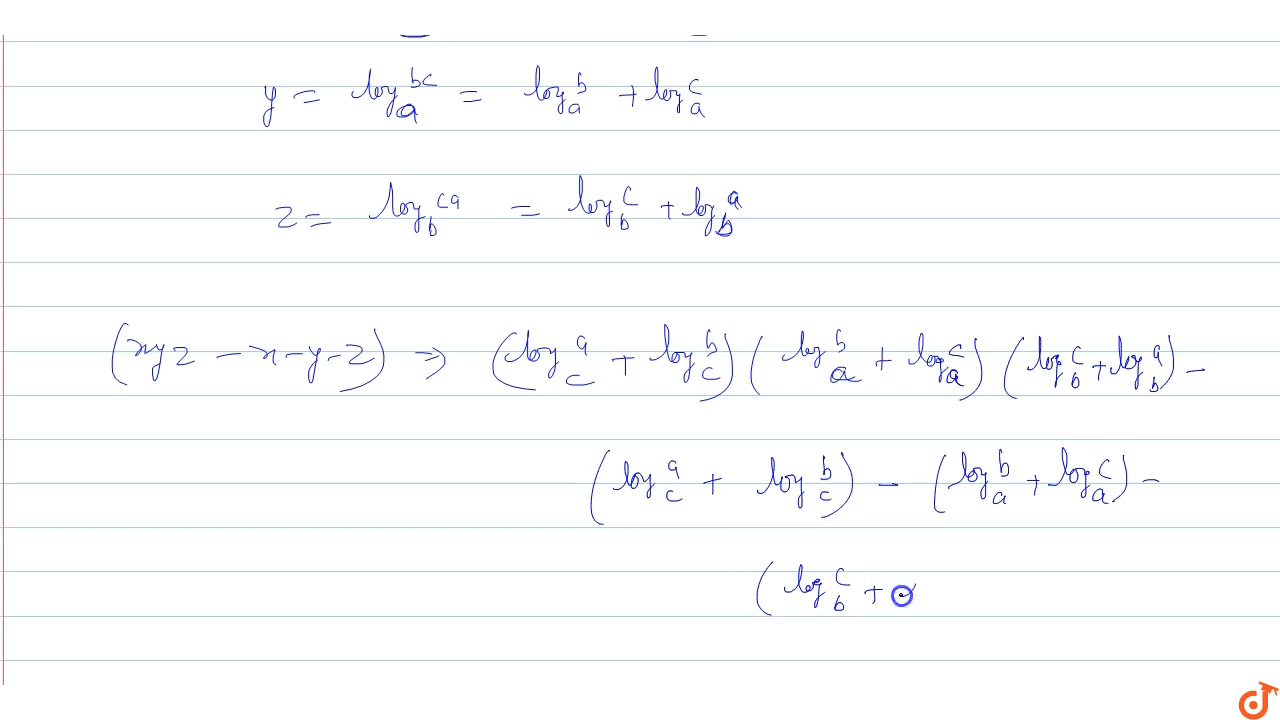 y = log_a^{bc} = log_a^b + log_a^c
z = log_b^{ca} = log_b^c + log_b^a
(xyz - x - y - z) ⇒ (log_c^a + log_c^b) (log_a^b + log_a^c) (log_b^c + log_b^a) -
(log_c^a + log_c^b) - (log_a^b + log_a^c) -
(log_b^c +